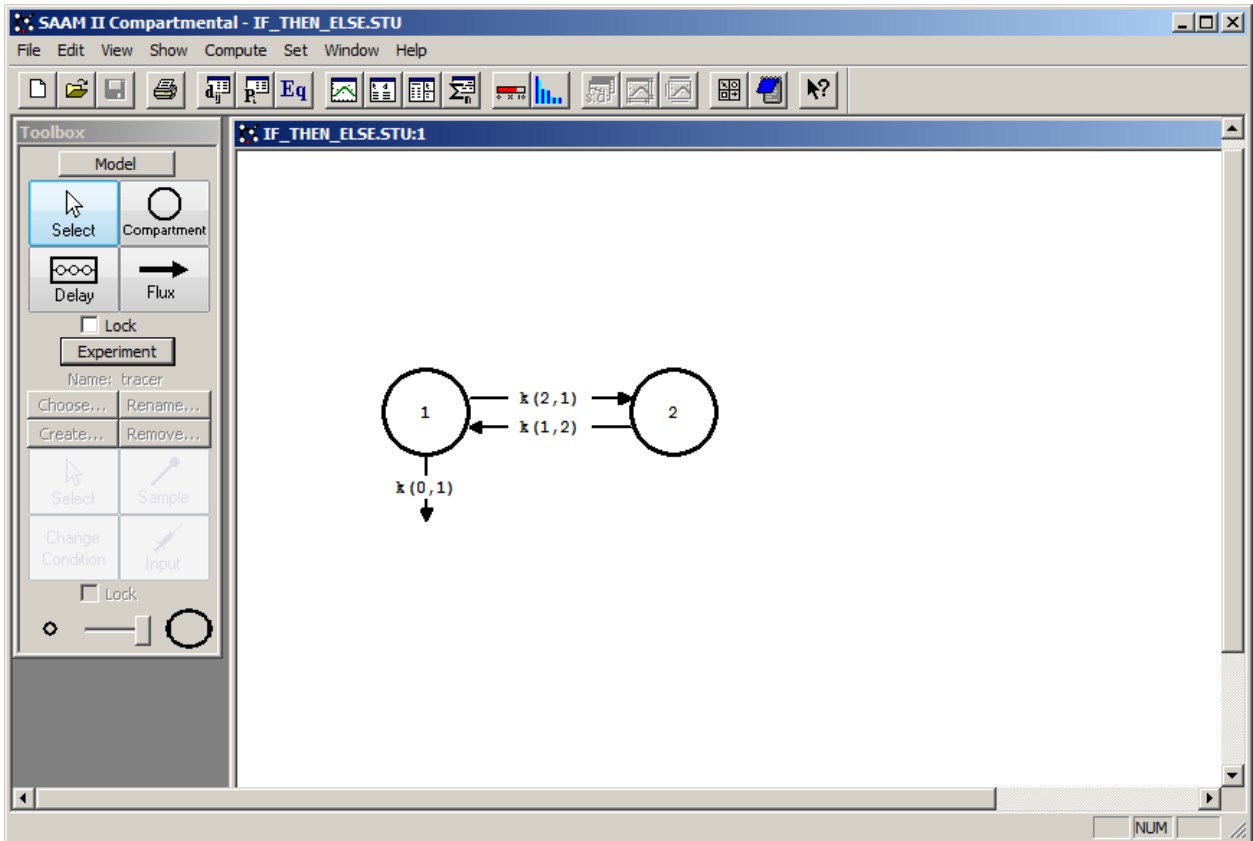 SAAM II Compartmental - IF_THEN_ELSE.STU
File Edit View Show Compute Set Window Help
Eq
s:d
Toolbox
Model
Select Compartment
Delay Flux
Lock
Experiment
Name: tracer
Choose... Rename...
Create... Remove...
Select Sample
Change Condition Input
Lock
IF_THEN_ELSE.STU:1
1 k(2,1) 2
k(1,2)
k(0,1)
NUM